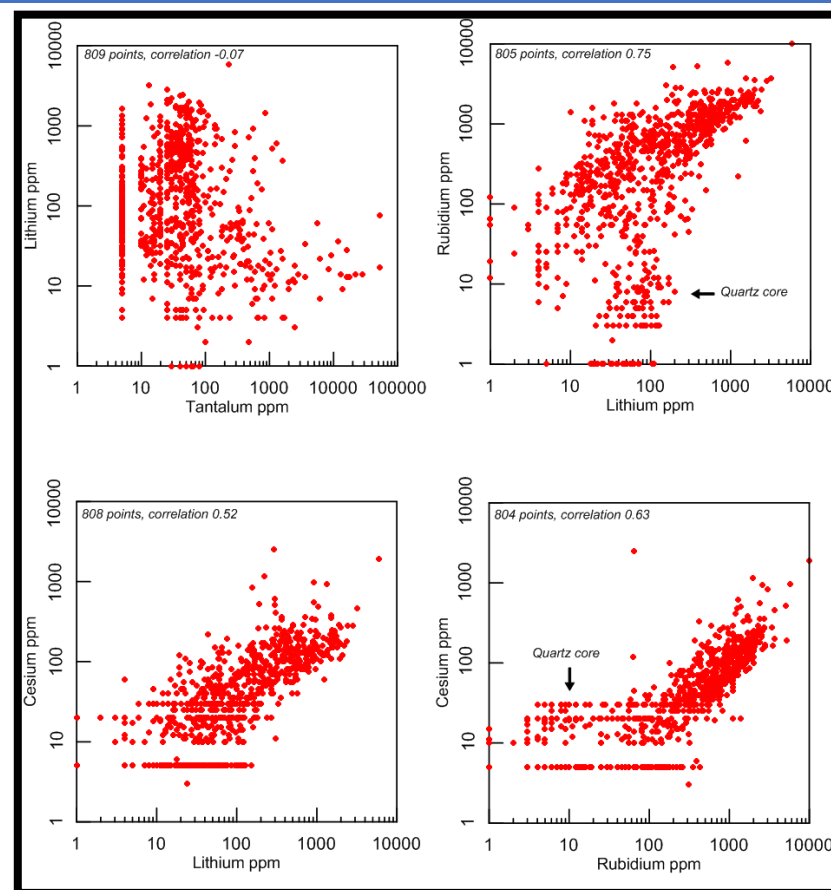 809 points, correlation -0.07
10000
1000
100
10
1
Lithium ppm
1 10 100 1000 10000 100000
Tantalum ppm
805 points, correlation 0.75
10000
1000
100
10
1
Rubidium ppm
Quartz core
1 10 100 1000 10000
Lithium ppm
808 points, correlation 0.52
10000
1000
100
10
1
Cesium ppm
1 10 100 1000 10000
Lithium ppm
804 points, correlation 0.63
10000
1000
100
10
1
Cesium ppm
Quartz core
1 10 100 1000 10000
Rubidium ppm